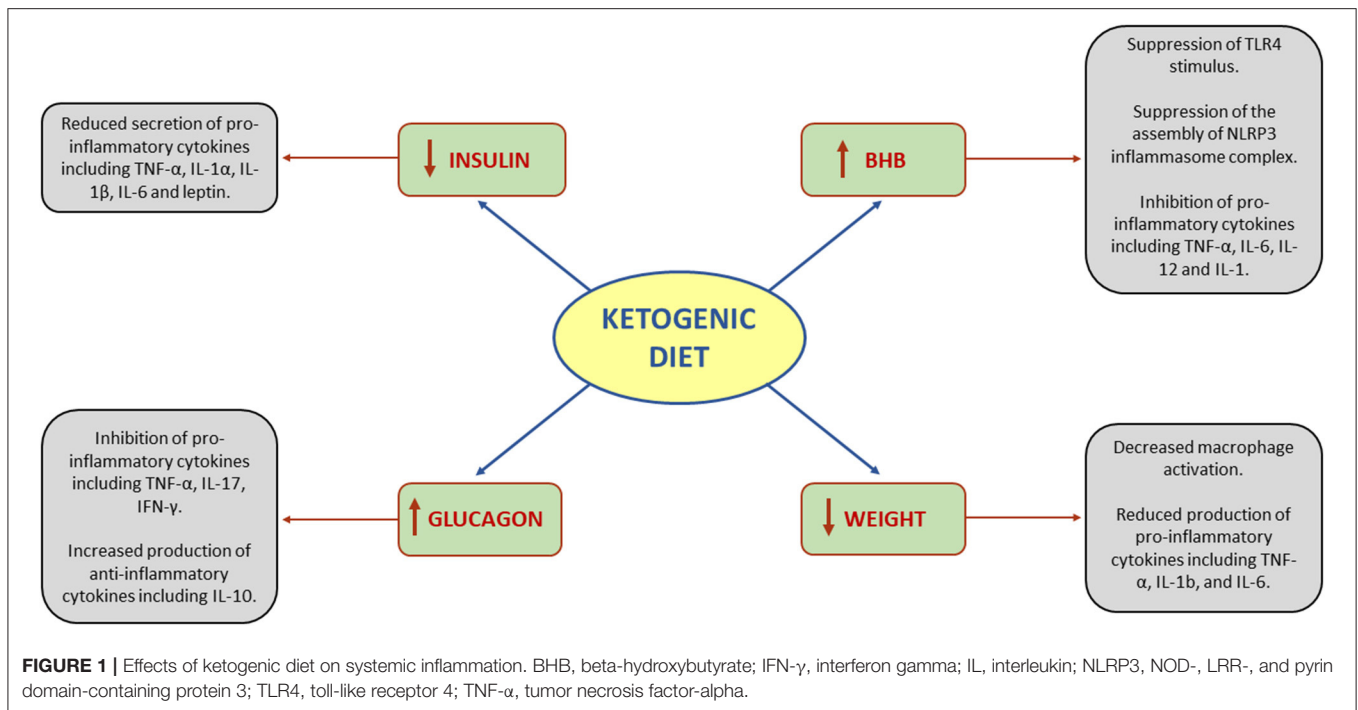 Reduced secretion of pro-
inflammatory cytokines
including TNF-α, IL-1α, IL-
1β, IL-6 and leptin.
↓ INSULIN
↑ BHB
Suppression of TLR4
stimulus.
Suppression of the
assembly of NLRP3
inflammasome complex.
Inhibition of pro-
inflammatory cytokines
including TNF-α, IL-6, IL-
12 and IL-1.
KETOGENIC
DIET
Inhibition of pro-
inflammatory cytokines
including TNF-α, IL-17,
IFN-γ.
Increased production of
anti-inflammatory
cytokines including IL-10.
↑ GLUCAGON
↓ WEIGHT
Decreased macrophage
activation.
Reduced production of
pro-inflammatory
cytokines including TNF-
α, IL-1b, and IL-6.
FIGURE 1 | Effects of ketogenic diet on systemic inflammation. BHB, beta-hydroxybutyrate; IFN-γ, interferon gamma; IL, interleukin; NLRP3, NOD-, LRR-, and pyrin
domain-containing protein 3; TLR4, toll-like receptor 4; TNF-α, tumor necrosis factor-alpha.